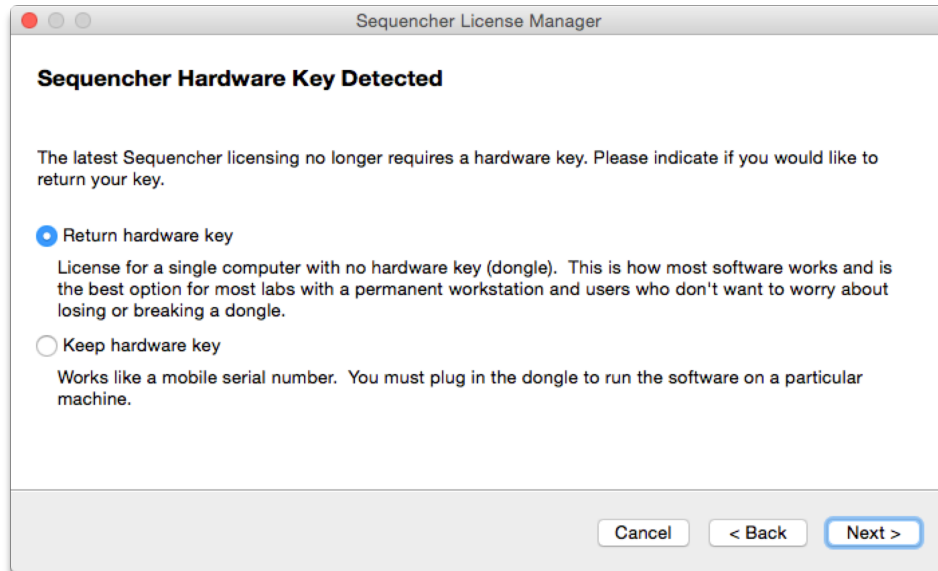 Sequencher License Manager
Sequencher Hardware Key Detected
The latest Sequencher licensing no longer requires a hardware key. Please indicate if you would like to
return your key.
Return hardware key
License for a single computer with no hardware key (dongle).  This is how most software works and is
the best option for most labs with a permanent workstation and users who don't want to worry about
losing or breaking a dongle.
Keep hardware key
Works like a mobile serial number.  You must plug in the dongle to run the software on a particular
machine.
Cancel < Back Next >